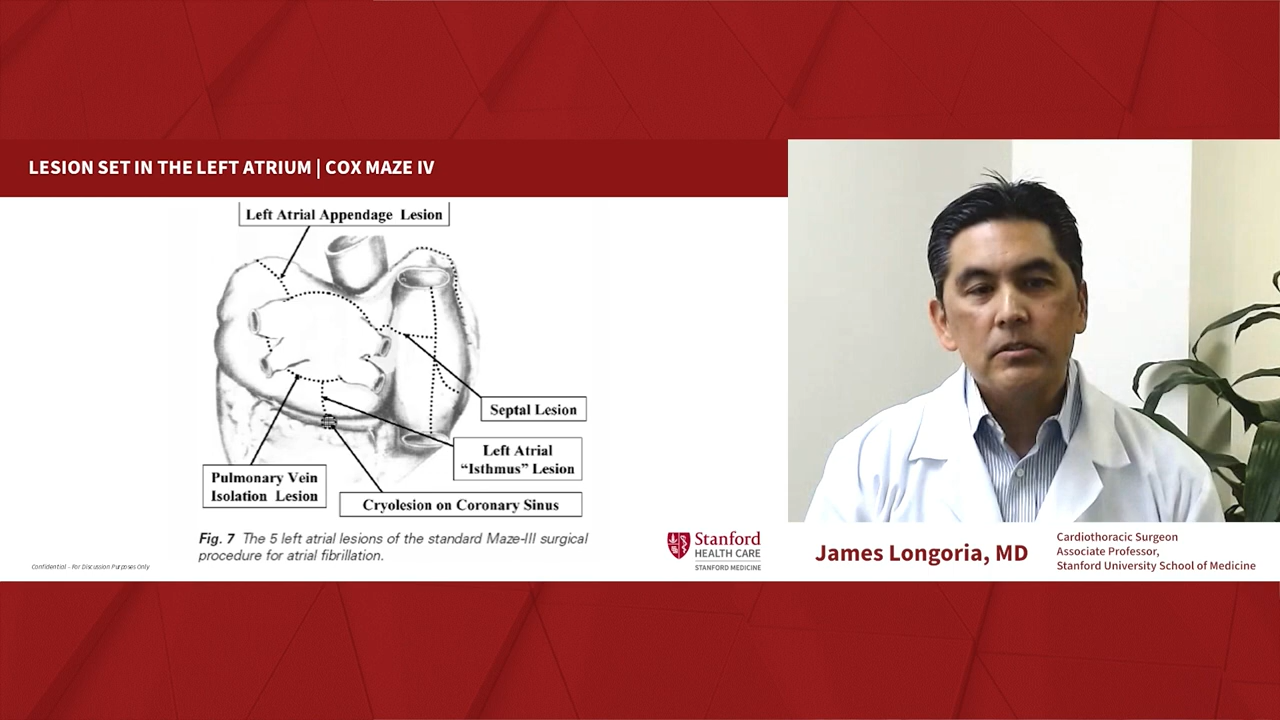 LESION SET IN THE LEFT ATRIUM | COX MAZE IV
Left Atrial Appendage Lesion
Septal Lesion
Left Atrial
“Isthmus” Lesion
Pulmonary Vein
Isolation Lesion
Cryolesion on Coronary Sinus
Fig. 7 The 5 left atrial lesions of the standard Maze-III surgical
procedure for atrial fibrillation.
Confidential - For Discussion Purposes Only
Stanford
HEALTH CARE
STANFORD MEDICINE
James Longoria, MD
Cardiothoracic Surgeon
Associate Professor,
Stanford University School of Medicine